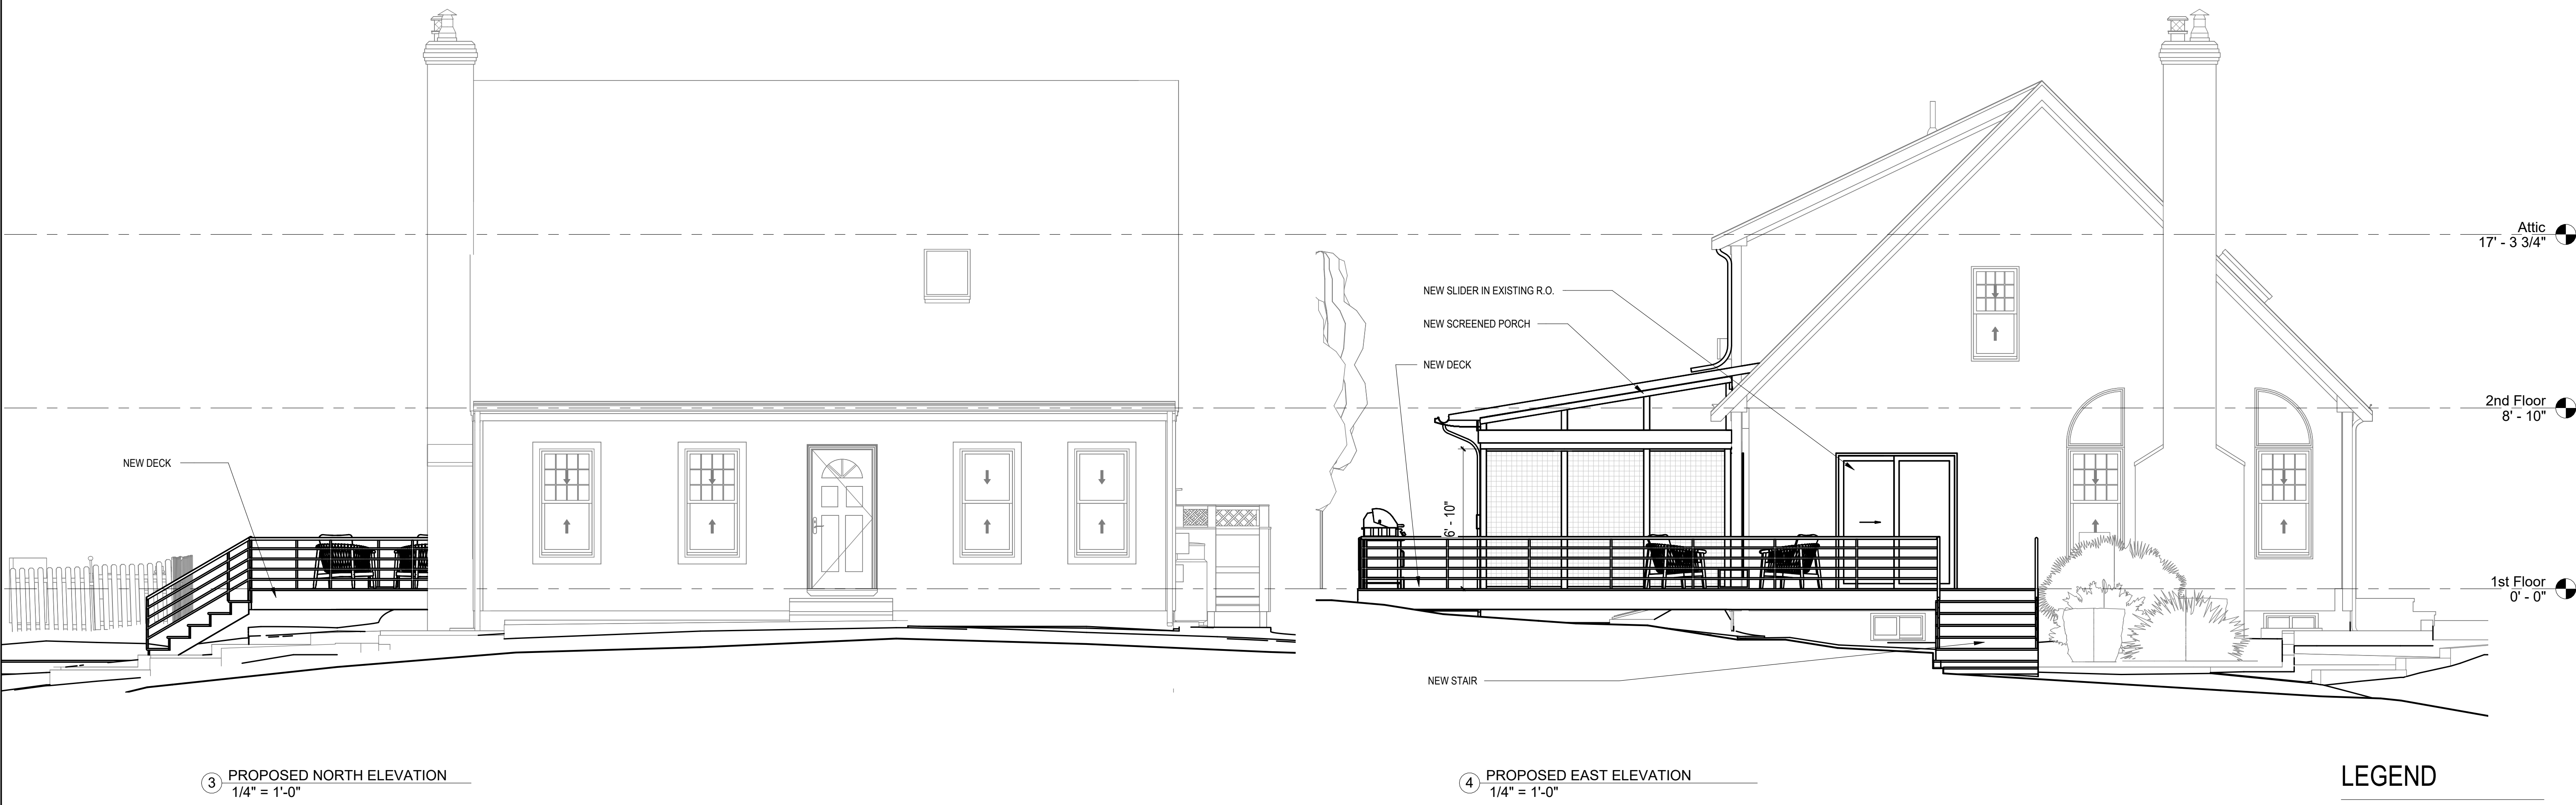 NEW DECK
3 PROPOSED NORTH ELEVATION
1/4" = 1'-0"
NEW SLIDER IN EXISTING R.O.
NEW SCREENED PORCH
NEW DECK
6' - 10"
NEW STAIR
4 PROPOSED EAST ELEVATION
1/4" = 1'-0"
Attic
17' - 3 3/4"
2nd Floor
8' - 10"
1st Floor
0' - 0"
LEGEND